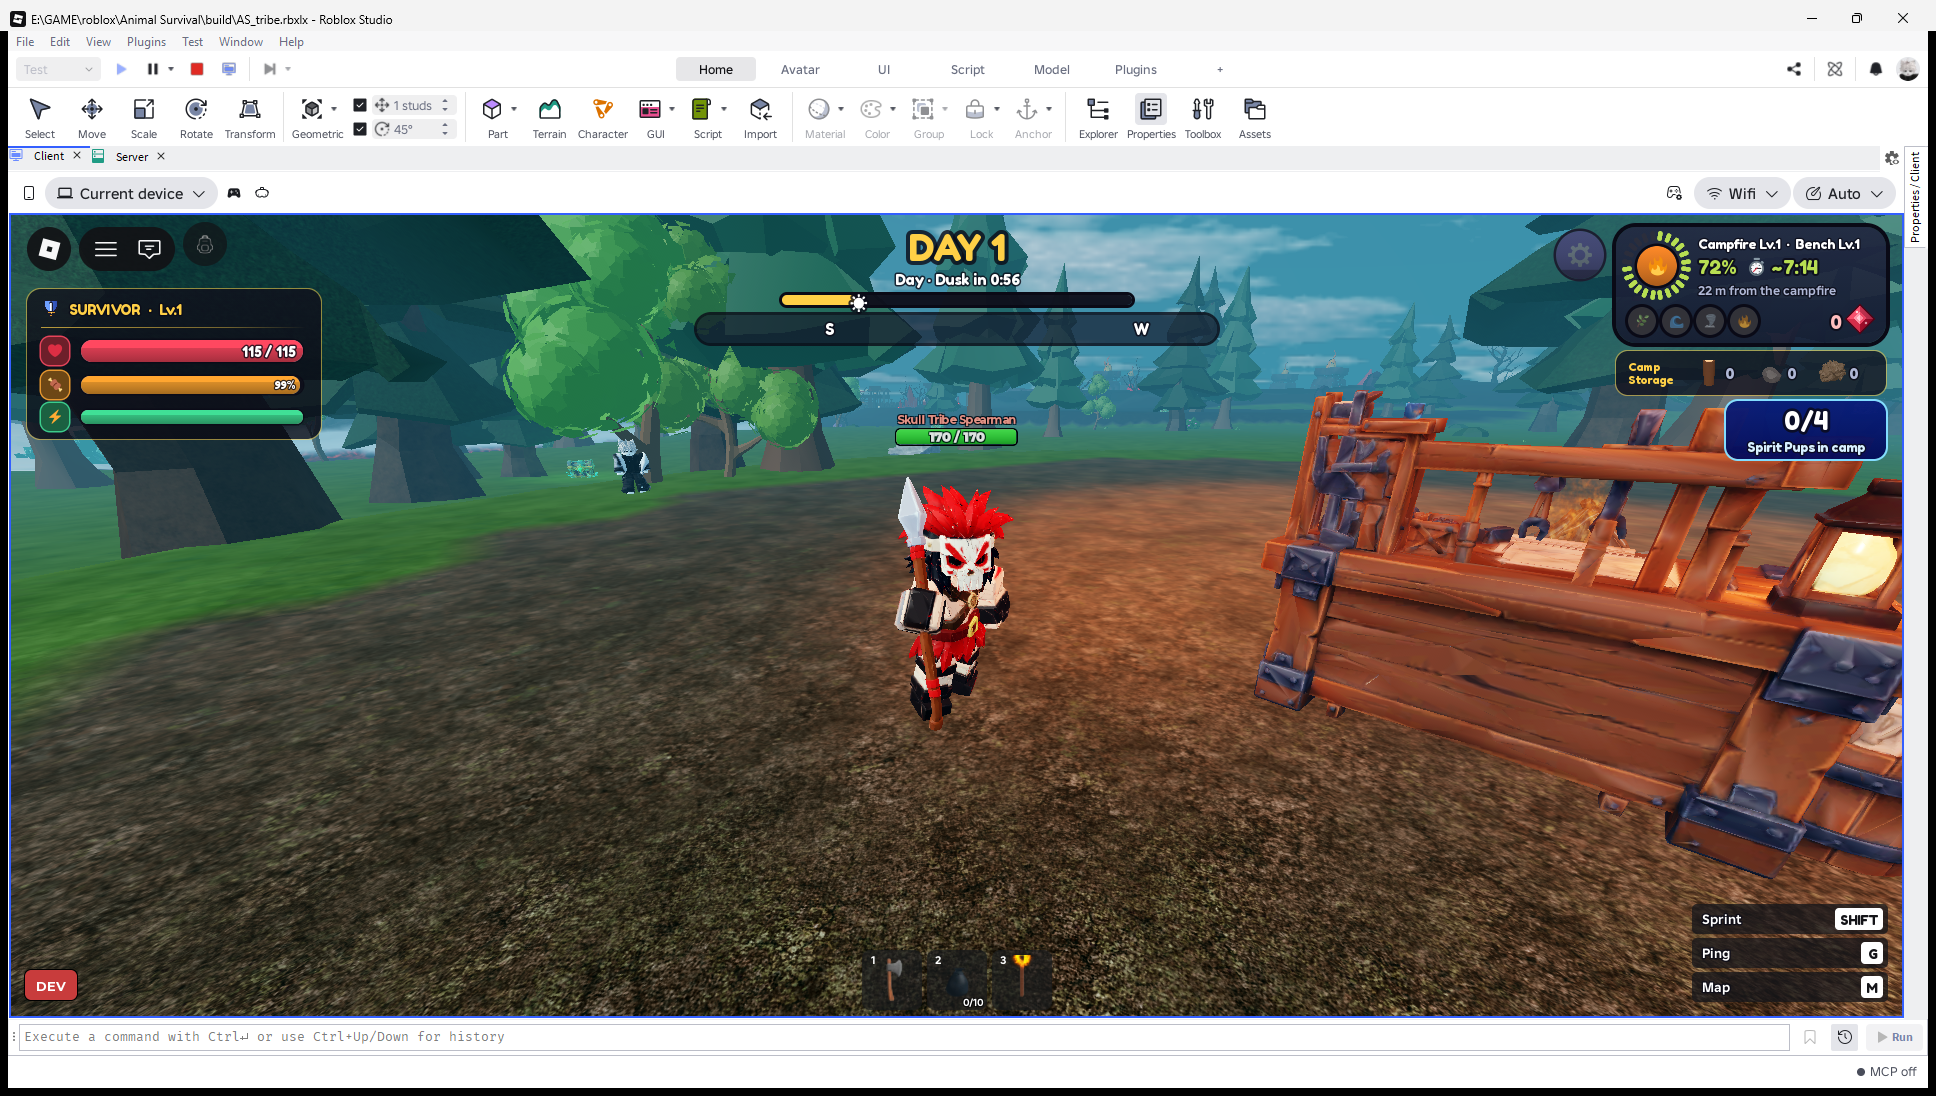 E:\GAME\roblox\Animal Survival\build\AS_tribe.rbxlx - Roblox Studio
File Edit View Plugins Test Window Help
Test
Home Avatar UI Script Model Plugins +
1 studs
45°
Select Move Scale Rotate Transform Geometric Part Terrain Character GUI Script Import Material Color Group Lock Anchor Explorer Properties Toolbox Assets
Client Server
Properties / Client
Current device
Wifi Auto
DAY 1
Day · Dusk in 0:56
S W
SURVIVOR · Lv.1
115 / 115
99%
Campfire Lv.1 · Bench Lv.1
72% ~7:14
22 m from the campfire
0
Camp Storage 0 0 0
0/4
Spirit Pups in camp
Skull Tribe Spearman
170 / 170
Sprint SHIFT
Ping G
Map M
DEV
1 2 3
0/10
Execute a command with Ctrl↵ or use Ctrl+Up/Down for history
Run
MCP off